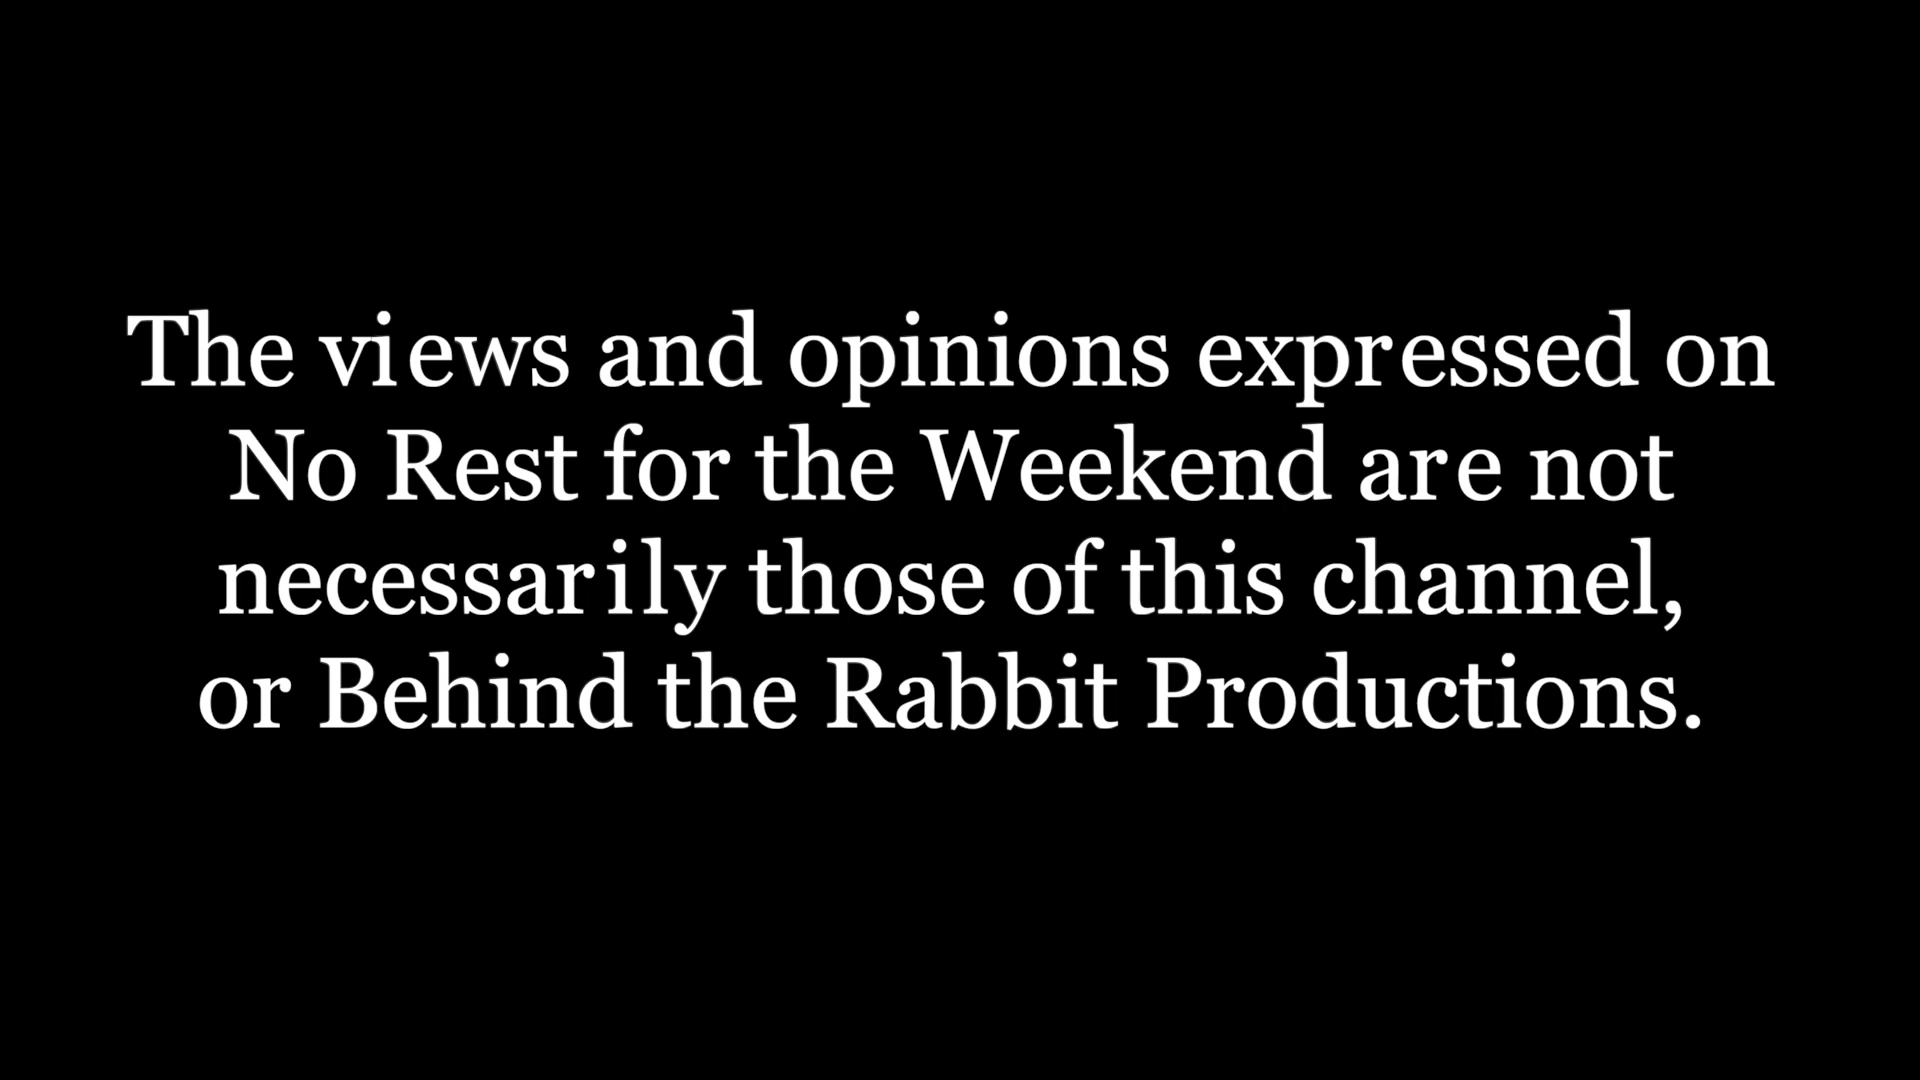 The views and opinions expressed on
No Rest for the Weekend are not
necessarily those of this channel,
or Behind the Rabbit Productions.